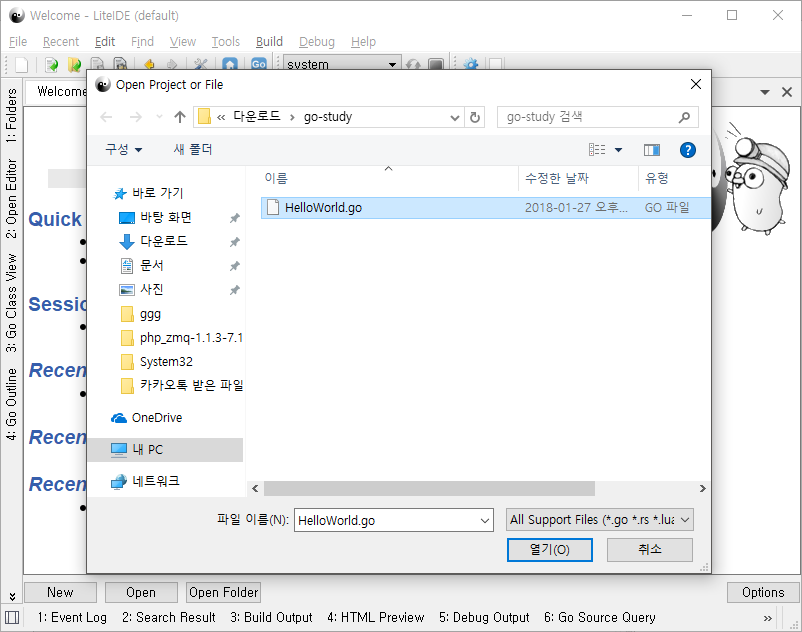 Welcome - LiteIDE (default)
File Recent Edit Find View Tools Build Debug Help
Go system
Open Project or File
Welcome
« 다운로드 › go-study
go-study 검색
구성 새 폴더
?
바로 가기
바탕 화면
다운로드
문서
사진
ggg
php_zmq-1.1.3-7.1
System32
카카오톡 받은 파일
OneDrive
내 PC
네트워크
이름 수정한 날짜 유형
HelloWorld.go 2018-01-27 오후... GO 파일
파일 이름(N): HelloWorld.go
All Support Files (*.go *.rs *.lua
열기(O) 취소
1: Folders
2: Open Editor
3: Go Class View
4: Go Outline
Quick
Sessio
Recen
Recen
Recen
New Open Open Folder Options
1: Event Log 2: Search Result 3: Build Output 4: HTML Preview 5: Debug Output 6: Go Source Query »